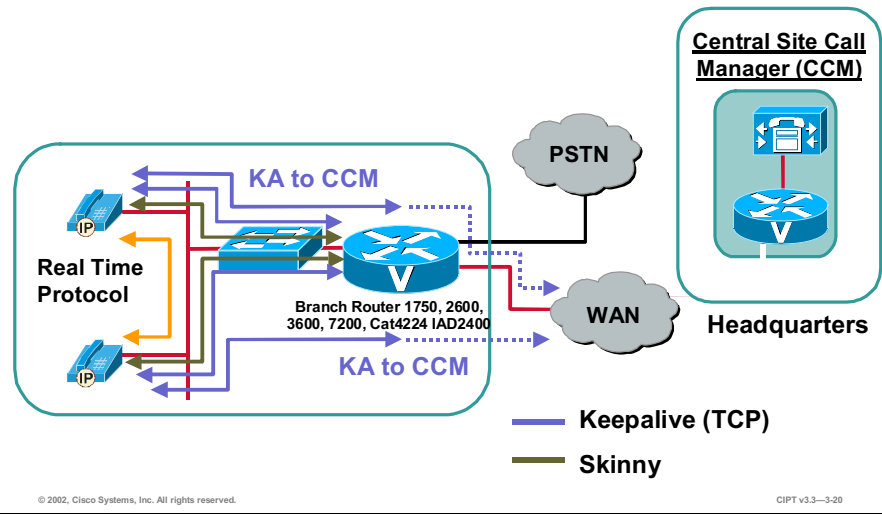 Central Site Call
Manager (CCM)
PSTN
KA to CCM
IP
Real Time
Protocol
V
V
Branch Router 1750, 2600,
3600, 7200, Cat4224 IAD2400
WAN
Headquarters
KA to CCM
IP
Keepalive (TCP)
Skinny
© 2002, Cisco Systems, Inc. All rights reserved.
CIPT v3.3—3-20